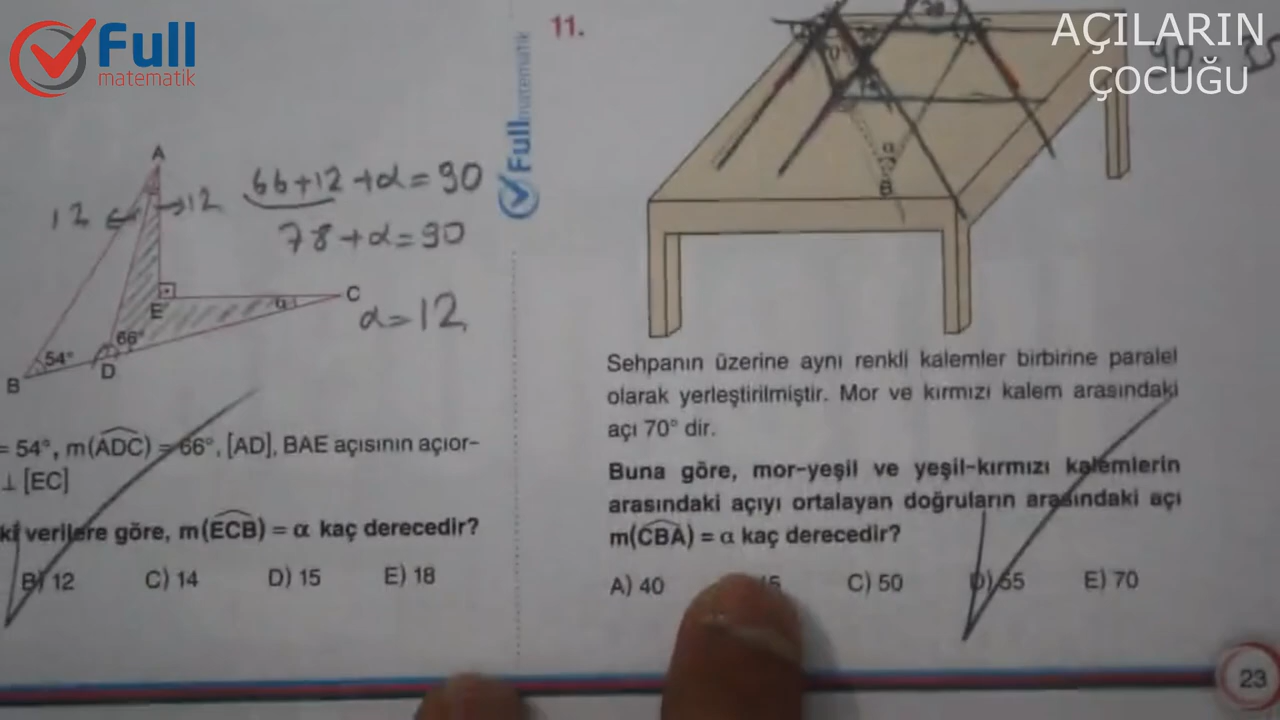 Full
matematik
AÇILARIN
ÇOCUĞU
Full matematik
A
12
12
66+12+α=90
78+α=90
α=12
E
C
α
66°
54°
B
D
= 54°, m(ADC) = 66°, [AD], BAE açısının açıor-
⊥ [EC]
ki verilere göre, m(ECB) = α kaç derecedir?
B) 12 C) 14 D) 15 E) 18
11.
α
B
Sehpanın üzerine aynı renkli kalemler birbirine paralel
olarak yerleştirilmiştir. Mor ve kırmızı kalem arasındaki
açı 70° dir.
Buna göre, mor-yeşil ve yeşil-kırmızı kalemlerin
arasındaki açıyı ortalayan doğruların arasındaki açı
m(CBA) = α kaç derecedir?
A) 40 C) 50 D) 55 E) 70
23